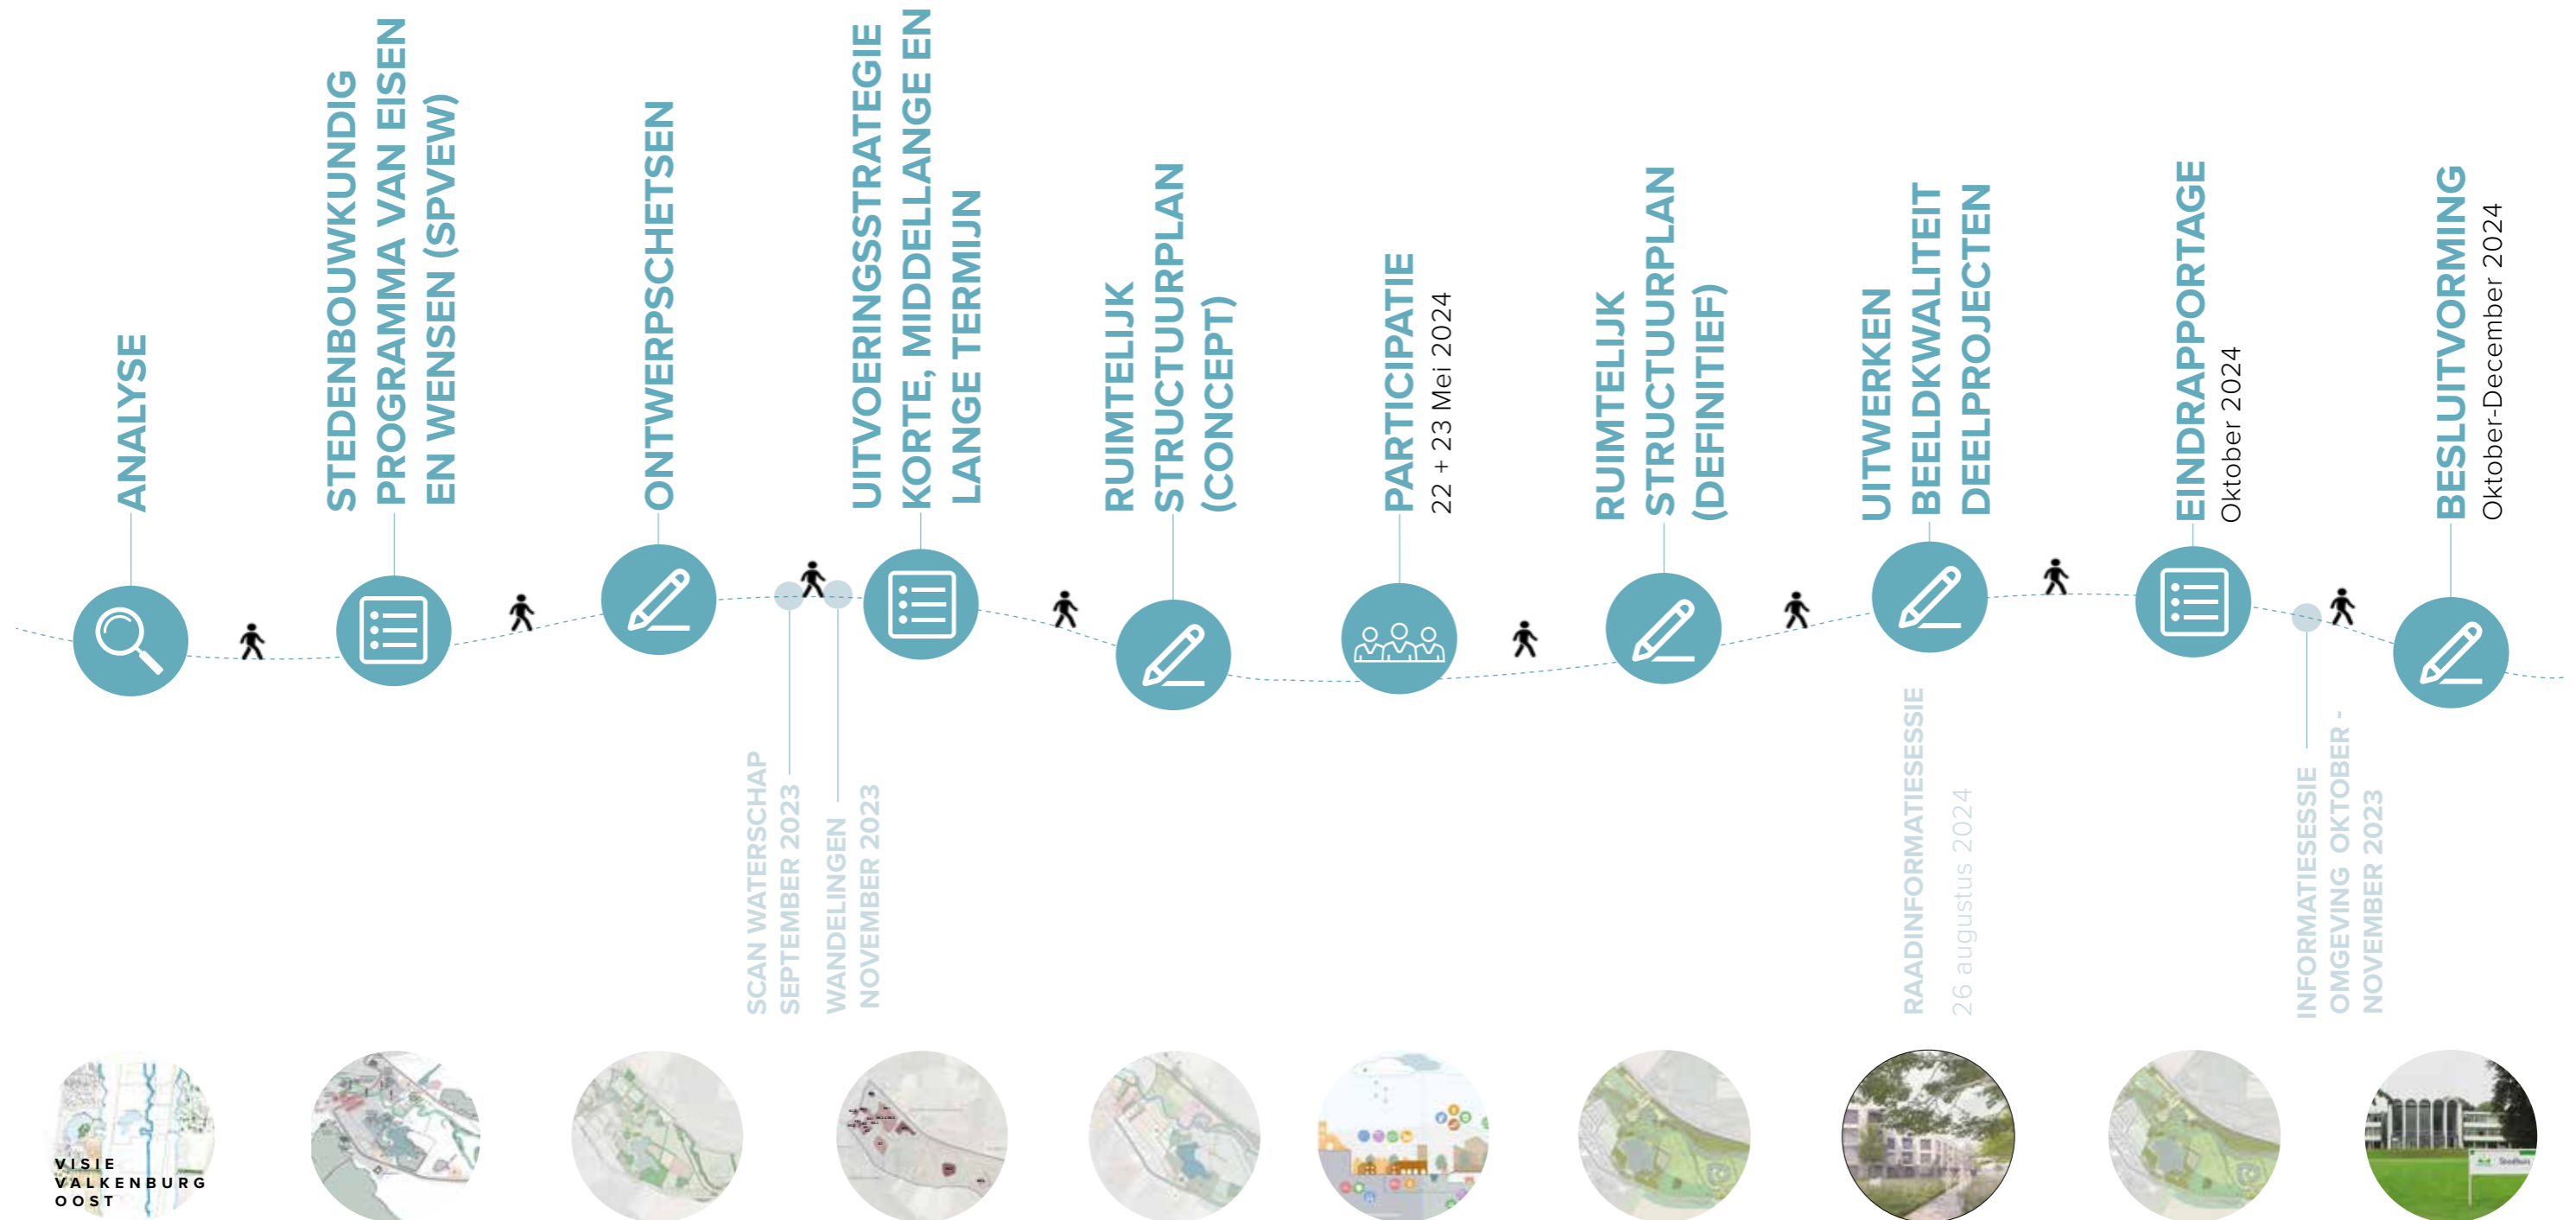 ANALYSE
STEDENBOUWKUNDIG
PROGRAMMA VAN EISEN
EN WENSEN (SPVEW)
ONTWERPSCHETSEN
UITVOERINGSSTRATEGIE
KORTE, MIDDELLANGE EN
LANGE TERMIJN
RUIMTELIJK
STRUCTUURPLAN
(CONCEPT)
PARTICIPATIE
22 + 23 Mei 2024
RUIMTELIJK
STRUCTUURPLAN
(DEFINITIEF)
UITWERKEN
BEELDKWALITEIT
DEELPROJECTEN
EINDRAPPORTAGE
Oktober 2024
BESLUITVORMING
Oktober-December 2024
SCAN WATERSCHAP
SEPTEMBER 2023
WANDELINGEN
NOVEMBER 2023
RAADINFORMATIESESSIE
26 augustus 2024
INFORMATIESESSIE
OMGEVING OKTOBER -
NOVEMBER 2023
VISIE
VALKENBURG
OOST